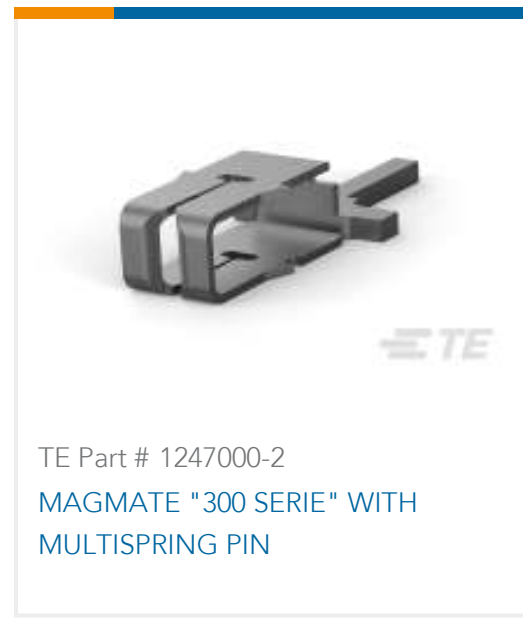 TE
TE Part # 1247000-2
MAGMATE "300 SERIE" WITH
MULTISPRING PIN